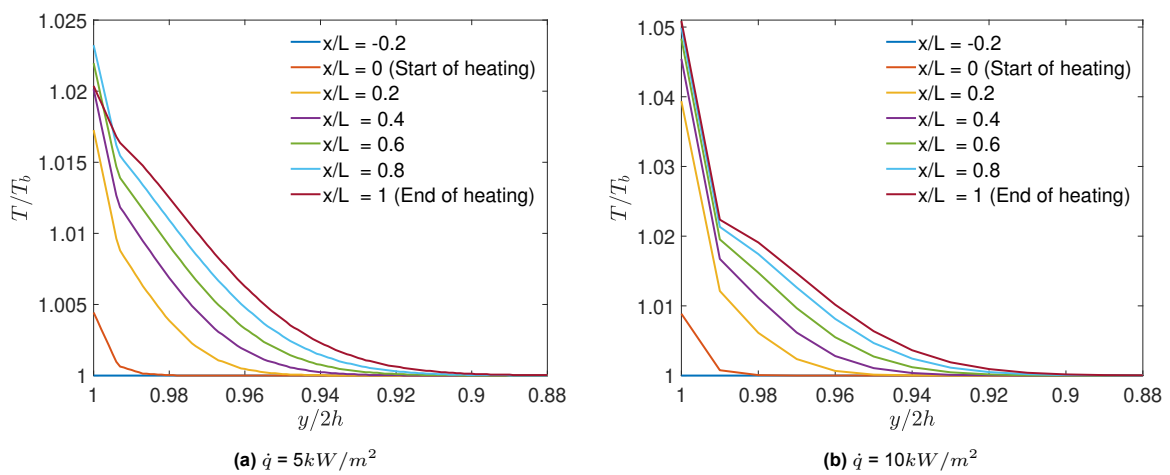 1.025
1.02
1.015
1.01
1.005
1
T/T_b
x/L = -0.2
x/L = 0 (Start of heating)
x/L = 0.2
x/L = 0.4
x/L = 0.6
x/L = 0.8
x/L = 1 (End of heating)
1 0.98 0.96 0.94 0.92 0.9 0.88
y/2h
(a) q̇ = 5kW/m²
1.05
1.04
1.03
1.02
1.01
1
T/T_b
x/L = -0.2
x/L = 0 (Start of heating)
x/L = 0.2
x/L = 0.4
x/L = 0.6
x/L = 0.8
x/L = 1 (End of heating)
1 0.98 0.96 0.94 0.92 0.9 0.88
y/2h
(b) q̇ = 10kW/m²